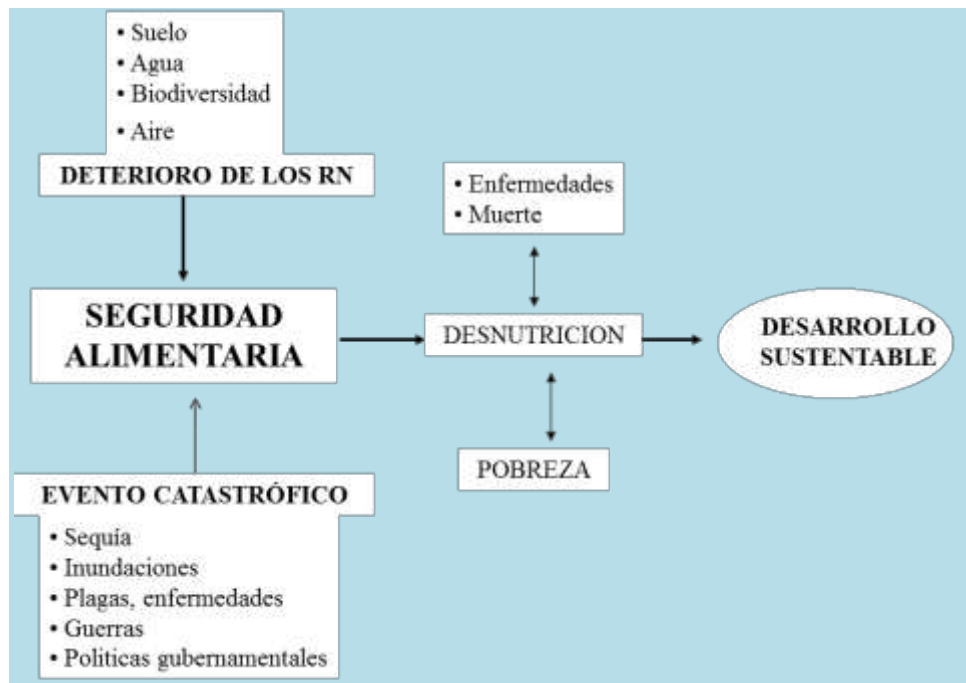 • Suelo
• Agua
• Biodiversidad
• Aire
DETERIORO DE LOS RN
• Enfermedades
• Muerte
SEGURIDAD
ALIMENTARIA
DESNUTRICION
DESARROLLO
SUSTENTABLE
POBREZA
EVENTO CATASTRÓFICO
• Sequía
• Inundaciones
• Plagas, enfermedades
• Guerras
• Politicas gubernamentales